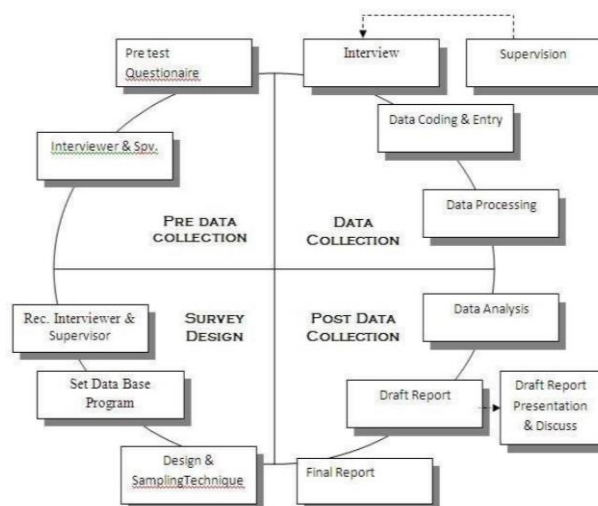 Pre test
Questionaire
Interview
Supervision
Data Coding & Entry
Interviewer & Spv.
Data Processing
PRE DATA
COLLECTION
DATA
COLLECTION
Rec. Interviewer &
Supervisor
SURVEY
DESIGN
POST DATA
COLLECTION
Data Analysis
Set Data Base
Program
Draft Report
Draft Report
Presentation
& Discuss
Design &
SamplingTechnique
Final Report